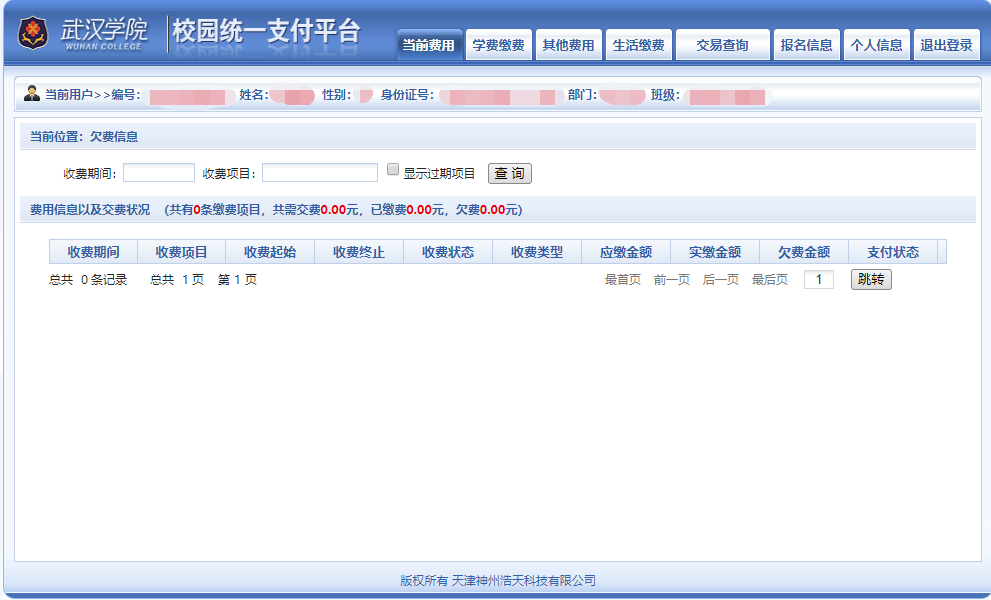 武汉学院
WUHAN COLLEGE
校园统一支付平台
当前费用 学费缴费 其他费用 生活缴费 交易查询 报名信息 个人信息 退出登录
当前用户>>编号: 姓名: 性别: 身份证号: 部门: 班级:
当前位置: 欠费信息
收费期间: 收费项目: 显示过期项目 查 询
费用信息以及交费状况 (共有0条缴费项目, 共需交费0.00元, 已缴费0.00元, 欠费0.00元)
收费期间 收费项目 收费起始 收费终止 收费状态 收费类型 应缴金额 实缴金额 欠费金额 支付状态
总共 0 条记录 总共 1 页 第 1 页 最首页 前一页 后一页 最后页 1 跳转
版权所有 天津神州浩天科技有限公司